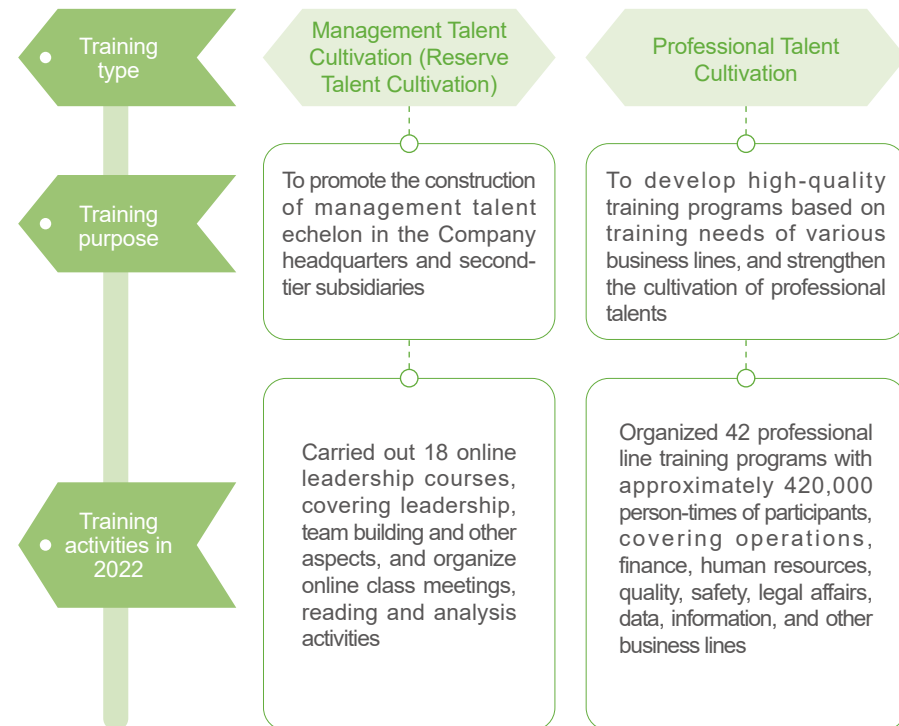 Training
type
Management Talent
Cultivation (Reserve
Talent Cultivation)
Professional Talent
Cultivation
Training
purpose
To promote the construction
of management talent
echelon in the Company
headquarters and second-
tier subsidiaries
To develop high-quality
training programs based on
training needs of various
business lines, and strengthen
the cultivation of professional
talents
Training
activities in
2022
Carried out 18 online
leadership courses,
covering leadership,
team building and other
aspects, and organize
online class meetings,
reading and analysis
activities
Organized 42 professional
line training programs with
approximately 420,000
person-times of participants,
covering operations,
finance, human resources,
quality, safety, legal affairs,
data, information, and other
business lines